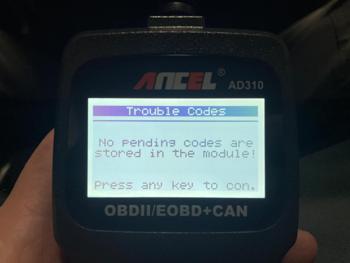 ANCEL®
AD310
Trouble Codes
No pending codes are
stored in the module!
Press any key to con.
OBDII/EOBD+CAN